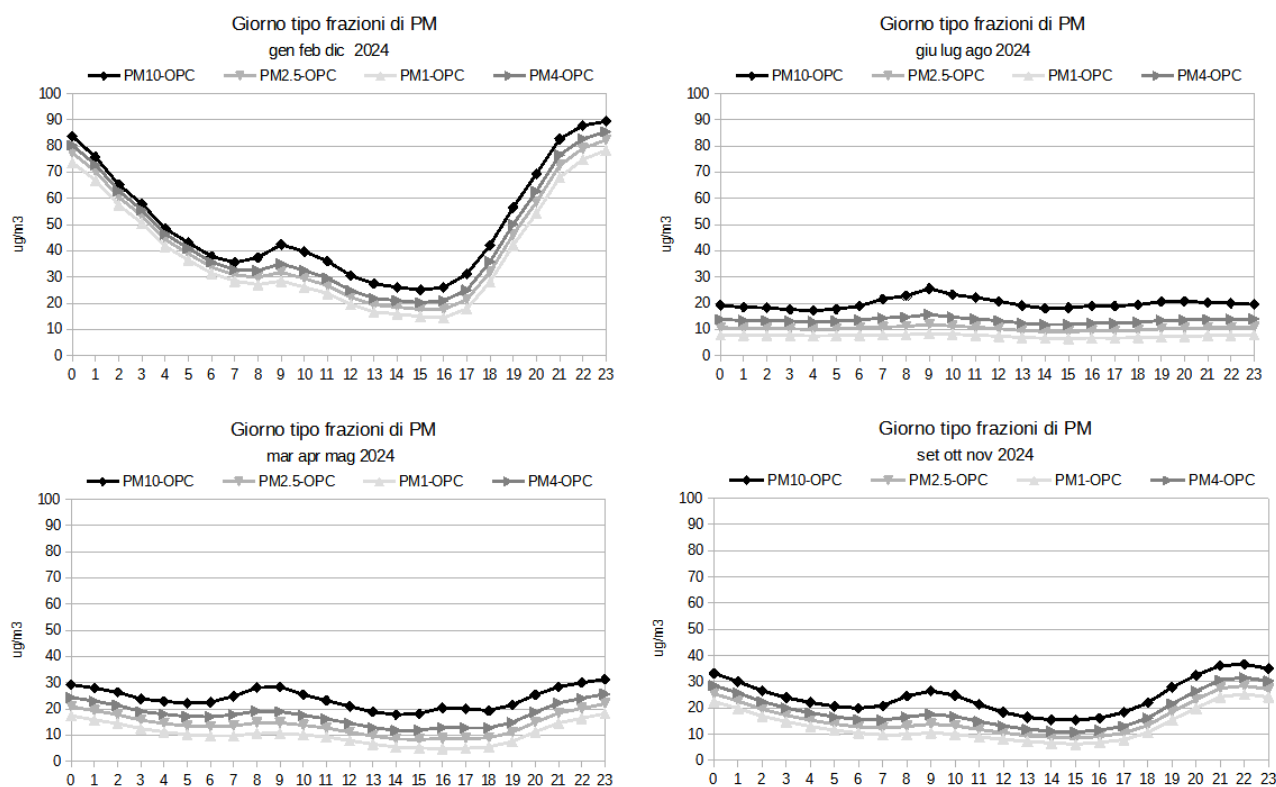 Giorno tipo frazioni di PM
gen feb dic 2024
PM10-OPC PM2.5-OPC PM1-OPC PM4-OPC
100
90
80
70
60
50
40
30
20
10
0
ug/m3
0 1 2 3 4 5 6 7 8 9 10 11 12 13 14 15 16 17 18 19 20 21 22 23
Giorno tipo frazioni di PM
giu lug ago 2024
PM10-OPC PM2.5-OPC PM1-OPC PM4-OPC
100
90
80
70
60
50
40
30
20
10
0
ug/m3
0 1 2 3 4 5 6 7 8 9 10 11 12 13 14 15 16 17 18 19 20 21 22 23
Giorno tipo frazioni di PM
mar apr mag 2024
PM10-OPC PM2.5-OPC PM1-OPC PM4-OPC
100
90
80
70
60
50
40
30
20
10
0
ug/m3
0 1 2 3 4 5 6 7 8 9 10 11 12 13 14 15 16 17 18 19 20 21 22 23
Giorno tipo frazioni di PM
set ott nov 2024
PM10-OPC PM2.5-OPC PM1-OPC PM4-OPC
100
90
80
70
60
50
40
30
20
10
0
ug/m3
0 1 2 3 4 5 6 7 8 9 10 11 12 13 14 15 16 17 18 19 20 21 22 23